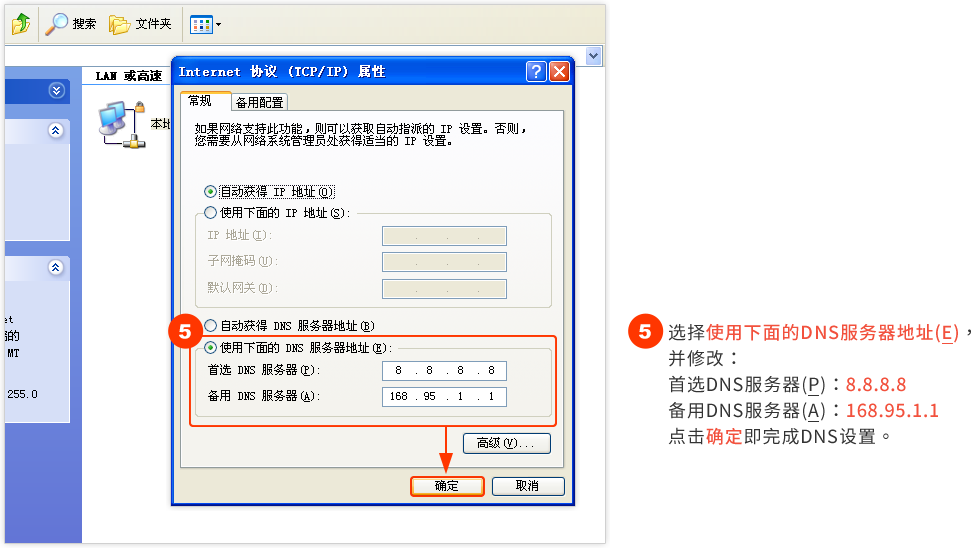 搜索
文件夹
LAN 或高速
本地
et
MT
255.0
Internet 协议 (TCP/IP) 属性
常规
备用配置
如果网络支持此功能，则可以获取自动指派的 IP 设置。否则，
您需要从网络系统管理员处获得适当的 IP 设置。
自动获得 IP 地址(O)
使用下面的 IP 地址(S):
IP 地址(I):
子网掩码(U):
默认网关(D):
自动获得 DNS 服务器地址(B)
5
使用下面的 DNS 服务器地址(E):
首选 DNS 服务器(P):
8 . 8 . 8 . 8
备用 DNS 服务器(A):
168 . 95 . 1 . 1
高级(V)...
确定
取消
5
选择使用下面的DNS服务器地址(E)，
并修改：
首选DNS服务器(P)：8.8.8.8
备用DNS服务器(A)：168.95.1.1
点击确定即完成DNS设置。